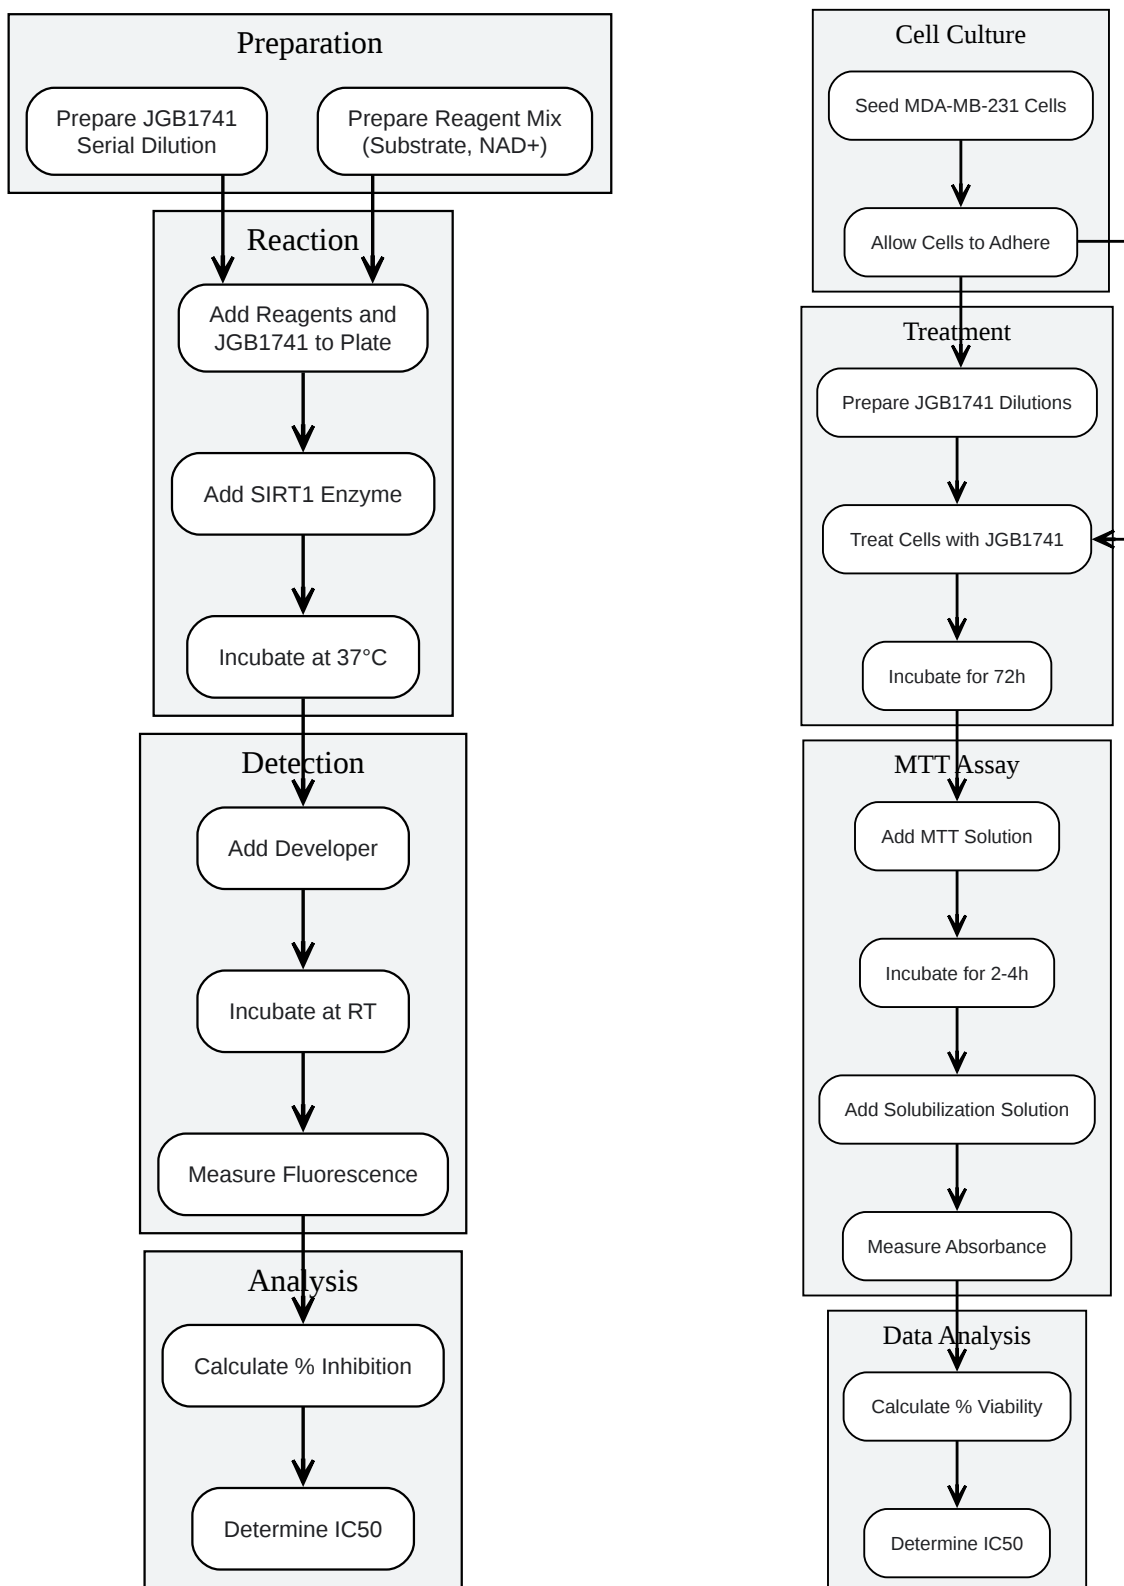 Preparation
Prepare JGB1741
Serial Dilution
Prepare Reagent Mix
(Substrate, NAD+)
Reaction
Add Reagents and
JGB1741 to Plate
Add SIRT1 Enzyme
Incubate at 37°C
Detection
Add Developer
Incubate at RT
Measure Fluorescence
Analysis
Calculate % Inhibition
Determine IC50
Cell Culture
Seed MDA-MB-231 Cells
Allow Cells to Adhere
Treatment
Prepare JGB1741 Dilutions
Treat Cells with JGB1741
Incubate for 72h
MTT Assay
Add MTT Solution
Incubate for 2-4h
Add Solubilization Solution
Measure Absorbance
Data Analysis
Calculate % Viability
Determine IC50